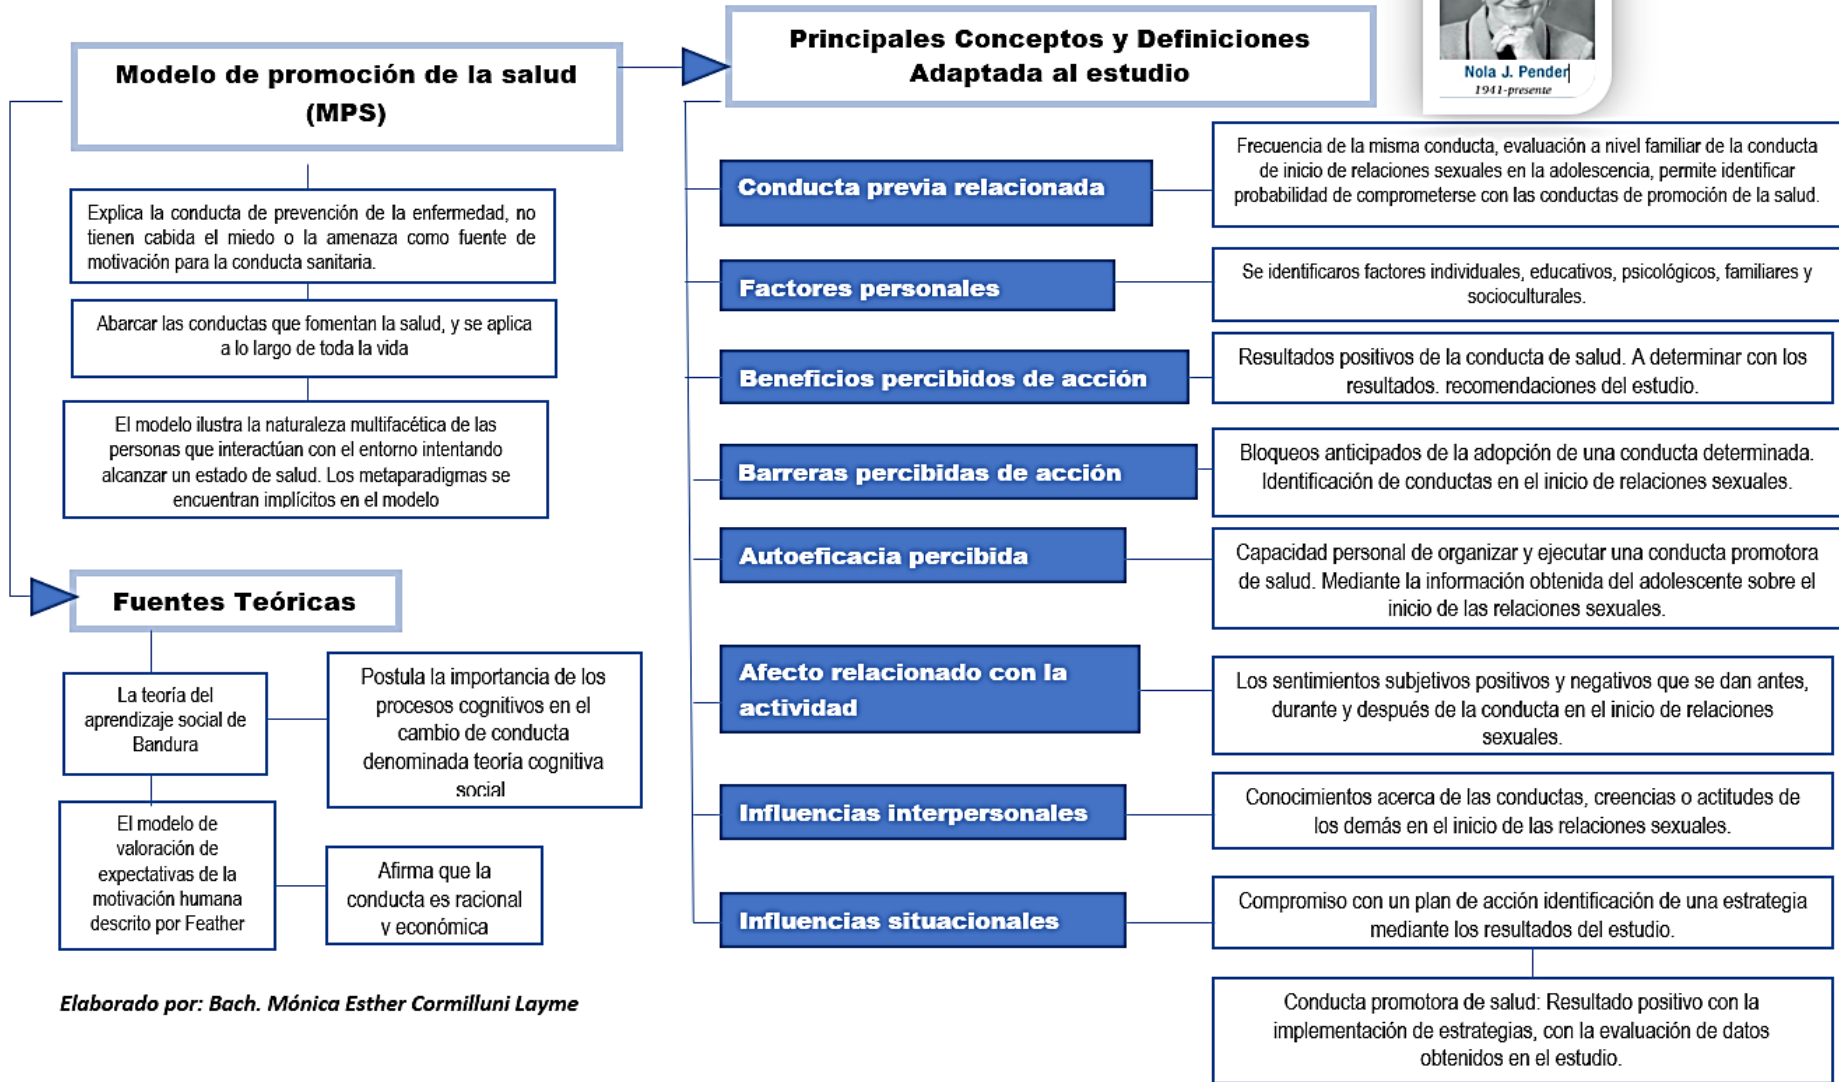 Modelo de promoción de la salud
(MPS)
Explica la conducta de prevención de la enfermedad, no
tienen cabida el miedo o la amenaza como fuente de
motivación para la conducta sanitaria.
Abarcar las conductas que fomentan la salud, y se aplica
a lo largo de toda la vida
El modelo ilustra la naturaleza multifacética de las
personas que interactúan con el entorno intentando
alcanzar un estado de salud. Los metaparadigmas se
encuentran implícitos en el modelo
Fuentes Teóricas
La teoría del
aprendizaje social de
Bandura
Postula la importancia de los
procesos cognitivos en el
cambio de conducta
denominada teoría cognitiva
social
El modelo de
valoración de
expectativas de la
motivación humana
descrito por Feather
Afirma que la
conducta es racional
y económica
Elaborado por: Bach. Mónica Esther Cormilluni Layme
Principales Conceptos y Definiciones
Adaptada al estudio
Nola J. Pender
1941-presente
Conducta previa relacionada
Frecuencia de la misma conducta, evaluación a nivel familiar de la conducta
de inicio de relaciones sexuales en la adolescencia, permite identificar
probabilidad de comprometerse con las conductas de promoción de la salud.
Factores personales
Se identificaros factores individuales, educativos, psicológicos, familiares y
socioculturales.
Beneficios percibidos de acción
Resultados positivos de la conducta de salud. A determinar con los
resultados. recomendaciones del estudio.
Barreras percibidas de acción
Bloqueos anticipados de la adopción de una conducta determinada.
Identificación de conductas en el inicio de relaciones sexuales.
Autoeficacia percibida
Capacidad personal de organizar y ejecutar una conducta promotora
de salud. Mediante la información obtenida del adolescente sobre el
inicio de las relaciones sexuales.
Afecto relacionado con la
actividad
Los sentimientos subjetivos positivos y negativos que se dan antes,
durante y después de la conducta en el inicio de relaciones
sexuales.
Influencias interpersonales
Conocimientos acerca de las conductas, creencias o actitudes de
los demás en el inicio de las relaciones sexuales.
Influencias situacionales
Compromiso con un plan de acción identificación de una estrategia
mediante los resultados del estudio.
Conducta promotora de salud: Resultado positivo con la
implementación de estrategias, con la evaluación de datos
obtenidos en el estudio.